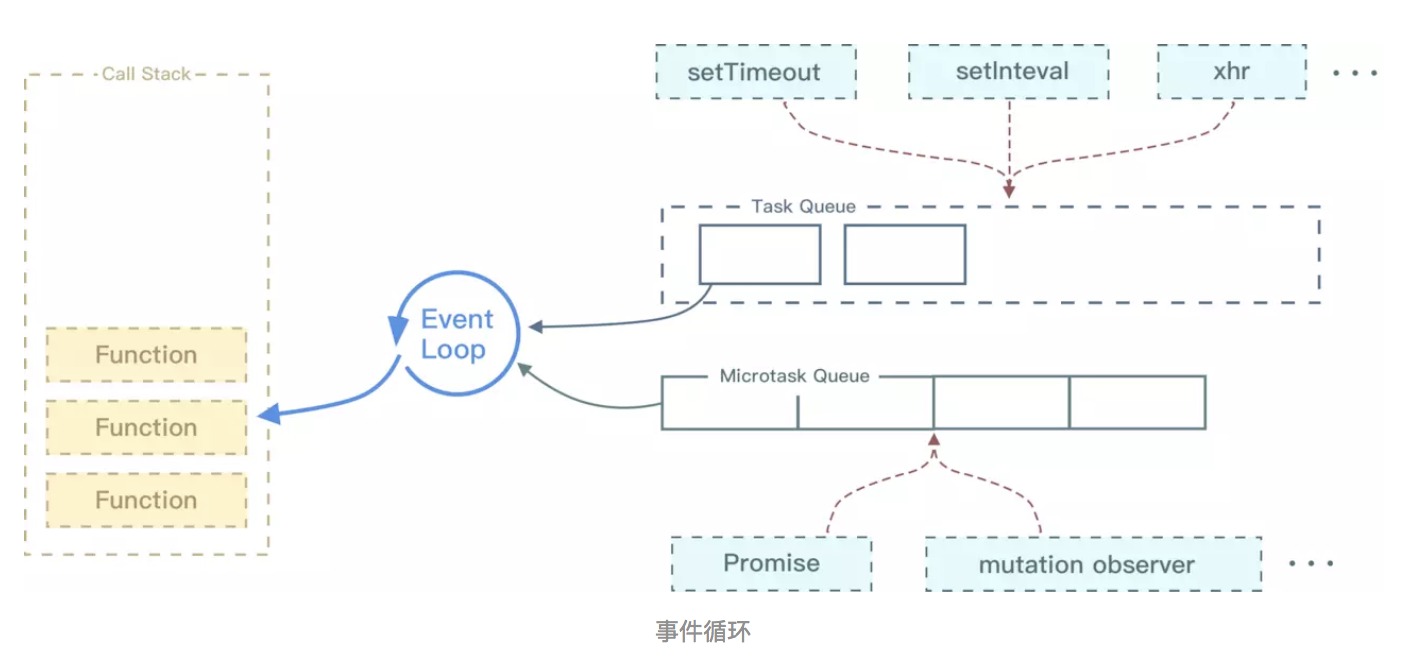 Call Stack
setTimeout
setInteval
xhr
Task Queue
Event
Loop
Function
Function
Function
Microtask Queue
Promise
mutation observer
事件循环